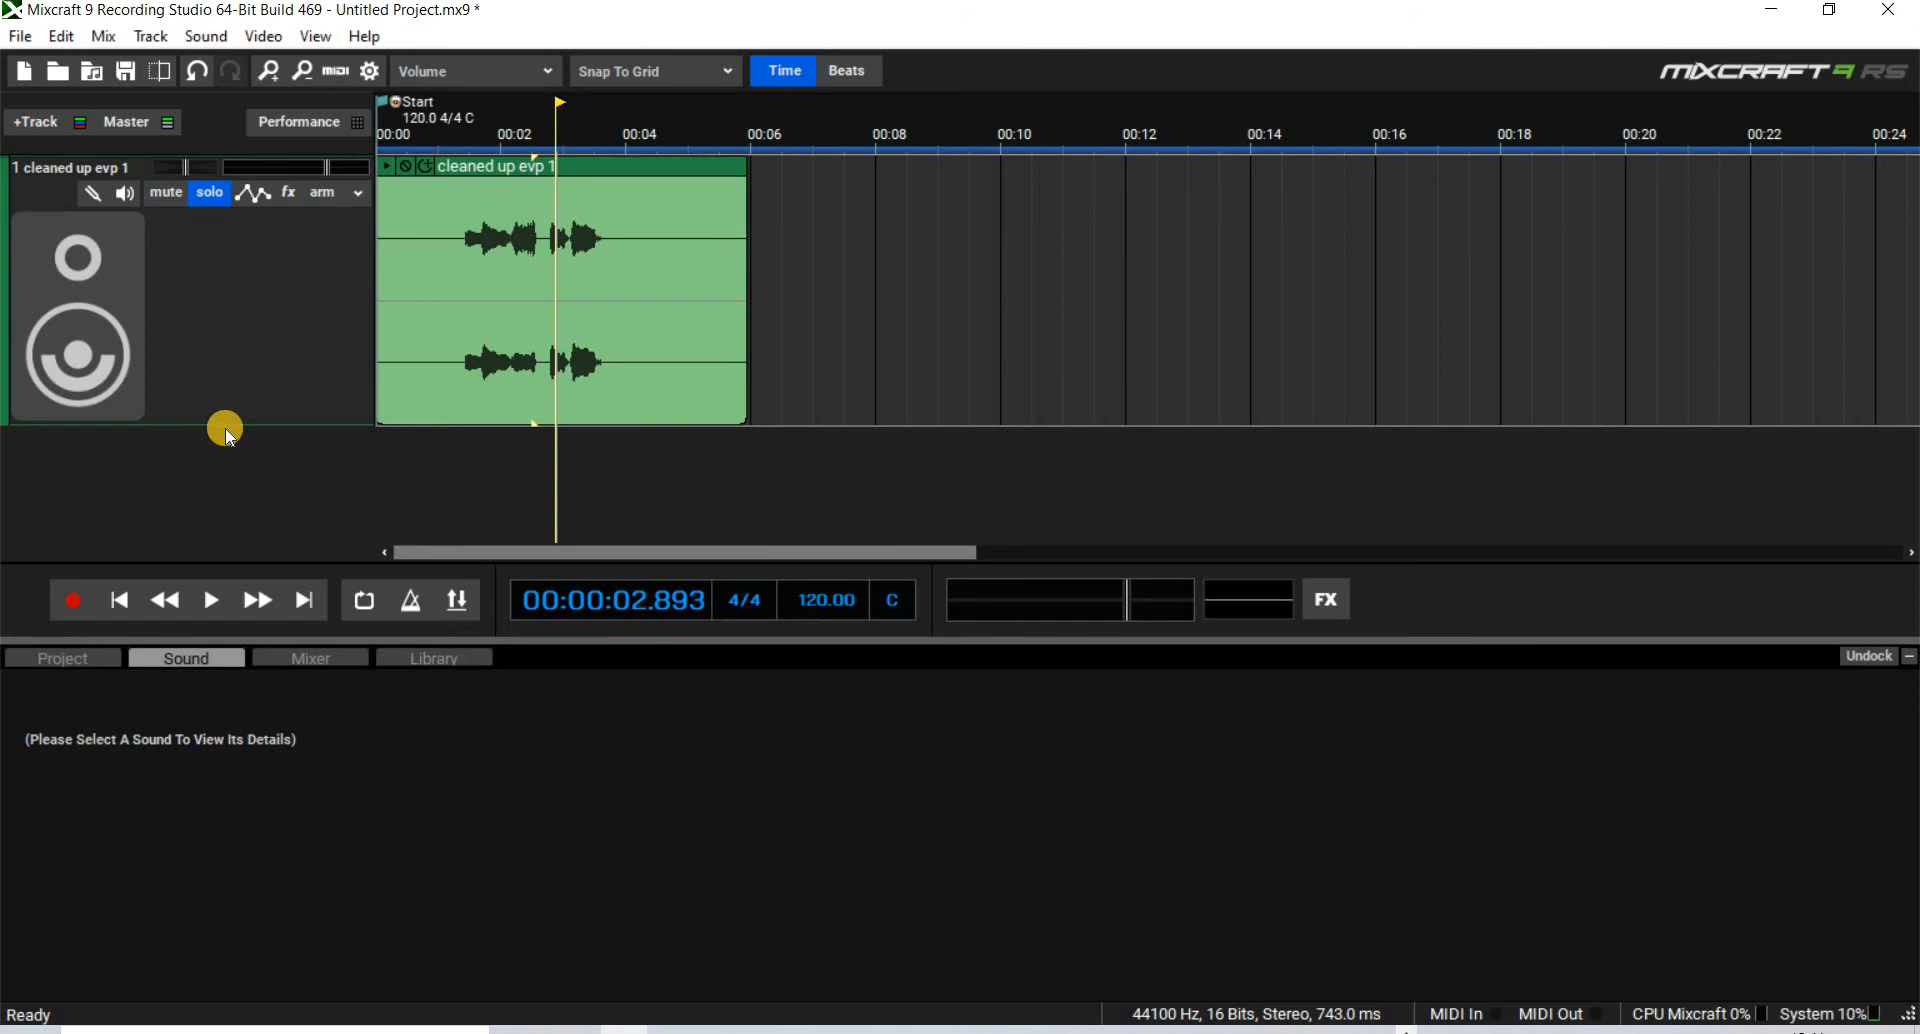 Mixcraft 9 Recording Studio 64-Bit Build 469 - Untitled Project.mx9 *
File Edit Mix Track Sound Video View Help
MIDI Volume Snap To Grid Time Beats MIXCRAFT 9 RS
+Track Master Performance
Start
120.0 4/4 C
00:00 00:02 00:04 00:06 00:08 00:10 00:12 00:14 00:16 00:18 00:20 00:22 00:24
1 cleaned up evp 1
cleaned up evp 1
mute solo fx arm
00:00:02.893 4/4 120.00 C FX
Project Sound Mixer Library Undock
(Please Select A Sound To View Its Details)
Ready 44100 Hz, 16 Bits, Stereo, 743.0 ms MIDI In MIDI Out CPU Mixcraft 0% System 10%